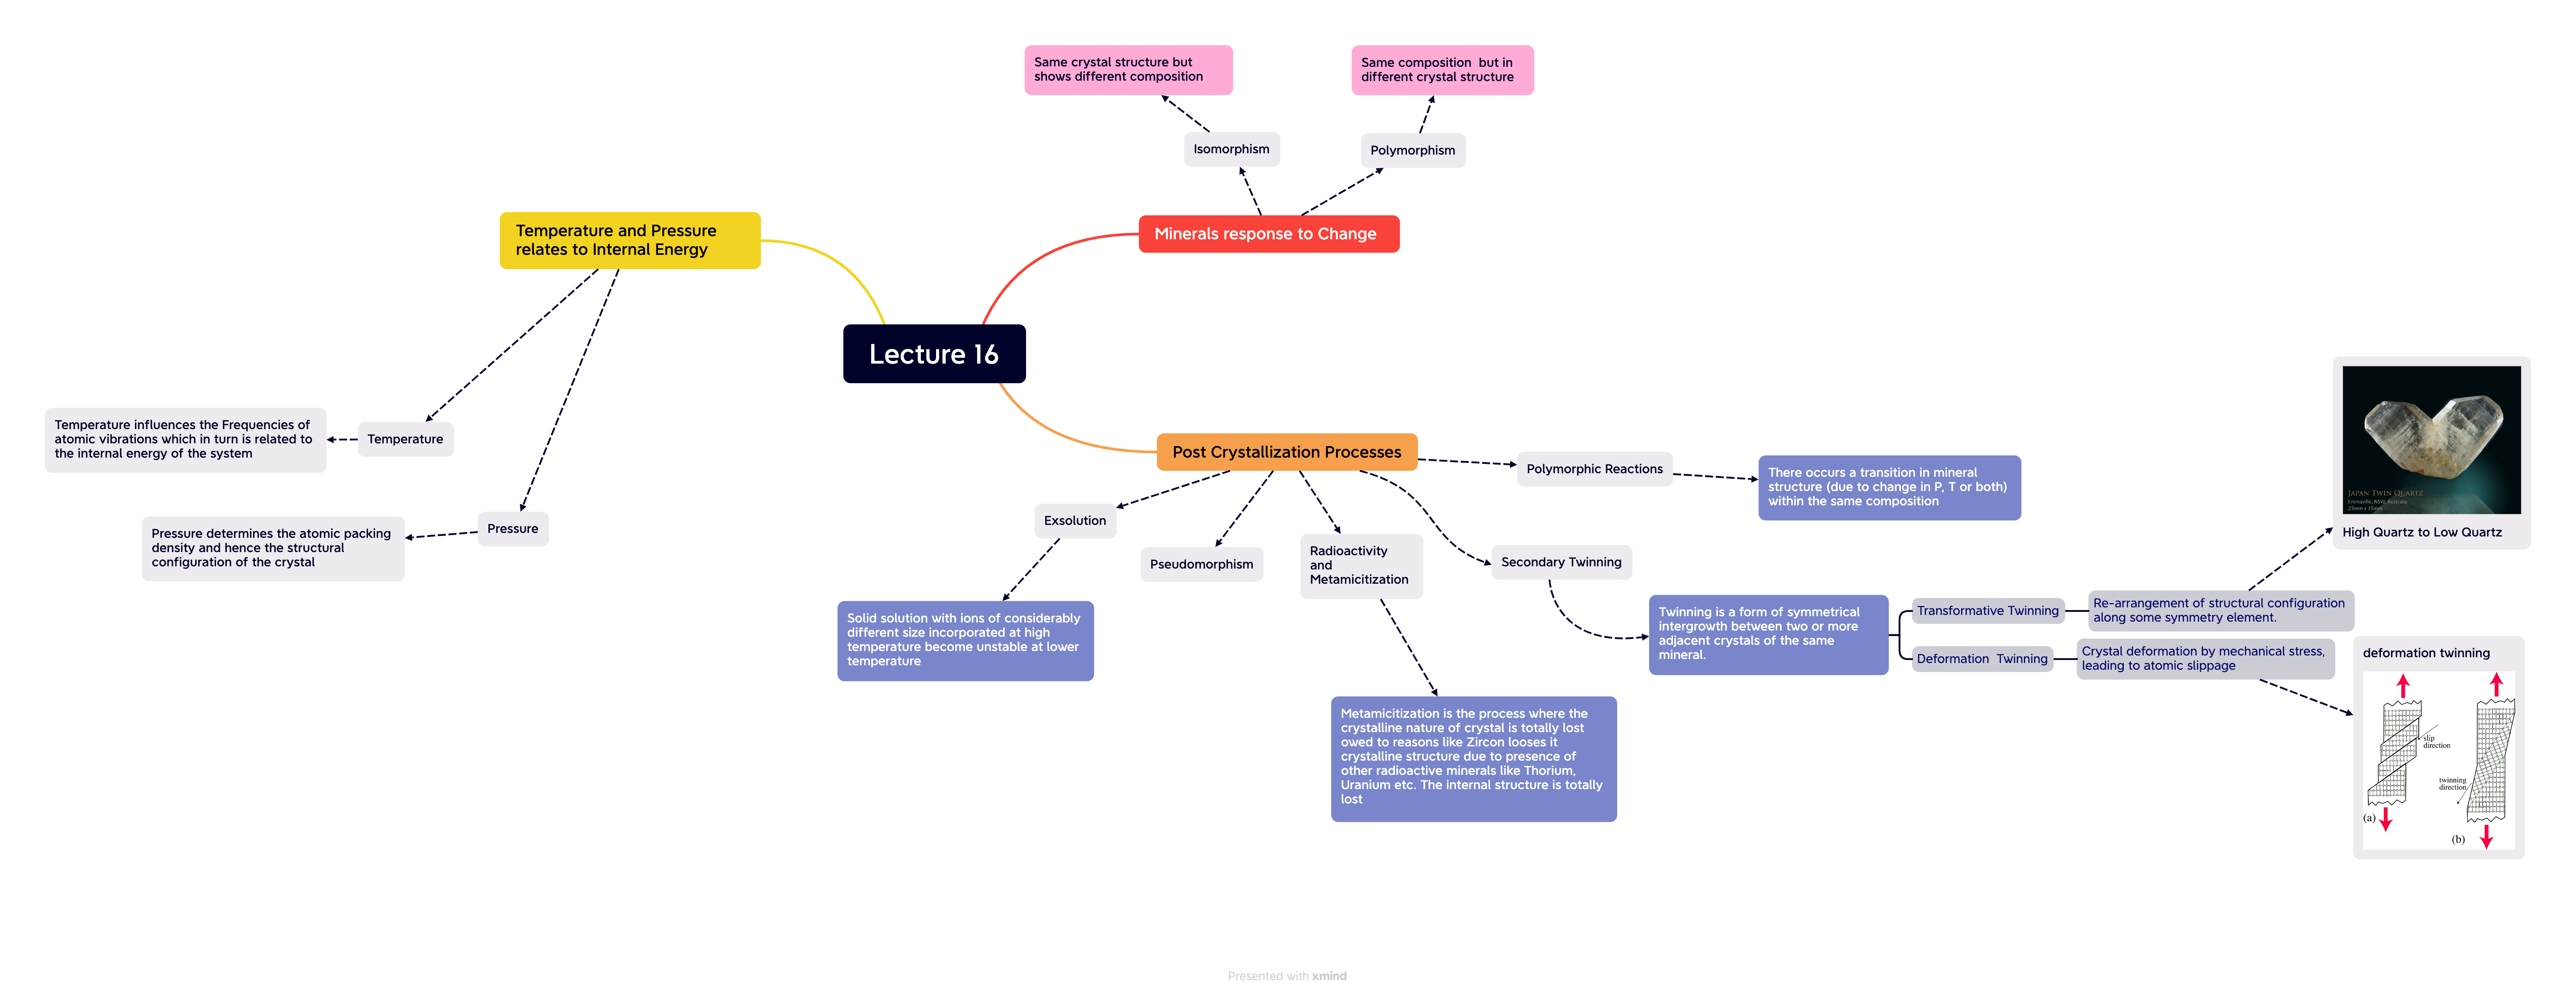 Same crystal structure but
shows different composition
Same composition  but in
different crystal structure
Isomorphism
Polymorphism
Temperature and Pressure
relates to Internal Energy
Minerals response to Change
Lecture 16
Temperature influences the Frequencies of
atomic vibrations which in turn is related to
the internal energy of the system
Temperature
Pressure determines the atomic packing
density and hence the structural
configuration of the crystal
Pressure
Post Crystallization Processes
Polymorphic Reactions
There occurs a transition in mineral
structure (due to change in P, T or both)
within the same composition
Exsolution
Pseudomorphism
Radioactivity
and
Metamicitization
Secondary Twinning
Solid solution with ions of considerably
different size incorporated at high
temperature become unstable at lower
temperature
Metamicitization is the process where the
crystalline nature of crystal is totally lost
owed to reasons like Zircon looses it
crystalline structure due to presence of
other radioactive minerals like Thorium,
Uranium etc. The internal structure is totally
lost
Twinning is a form of symmetrical
intergrowth between two or more
adjacent crystals of the same
mineral.
Transformative Twinning
Re-arrangement of structural configuration
along some symmetry element.
Deformation  Twinning
Crystal deformation by mechanical stress,
leading to atomic slippage
Japan Twin Quartz
Emmaville, NSW, Australia
23mm x 15mm
High Quartz to Low Quartz
deformation twinning
slip
direction
twinning
direction
(a)
(b)
Presented with xmind